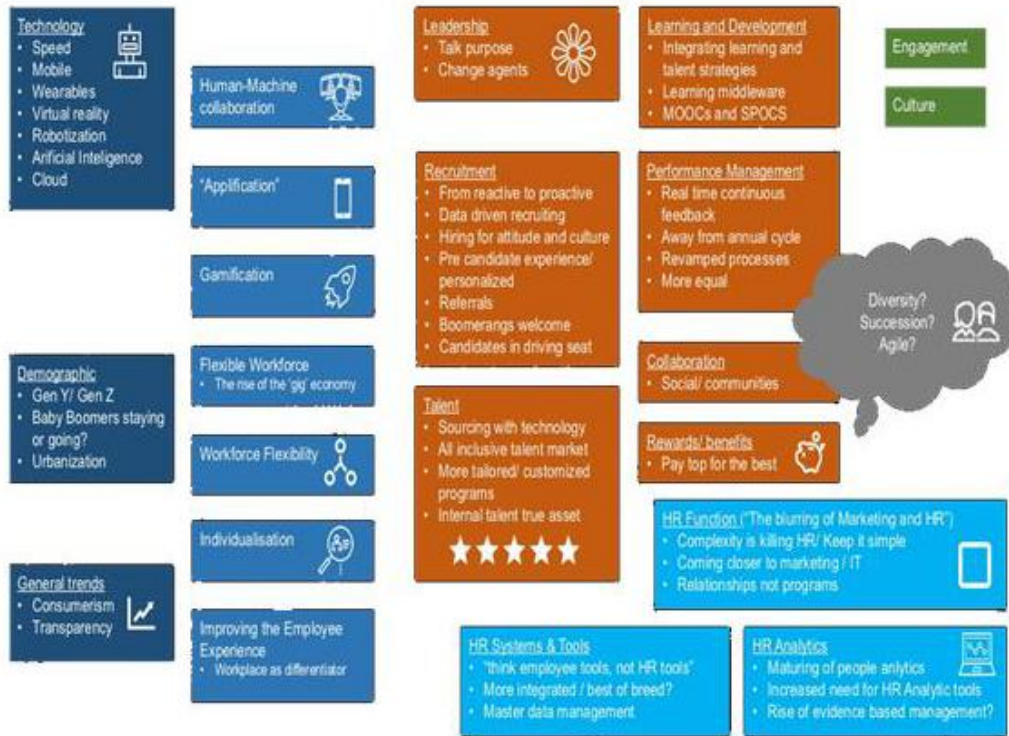 Technology
• Speed
• Mobile
• Wearables
• Virtual reality
• Robotization
• Arificial Inteligence
• Cloud
Demographic
• Gen Y/ Gen Z
• Baby Boomers staying
or going?
• Urbanization
General trends
• Consumerism
• Transparency
Human-Machine
collaboration
"Applification"
Gamification
Flexible Workforce
• The rise of the 'gig' economy
Workforce Flexibility
Individualisation
Improving the Employee
Experience
• Workplace as differentiator
Leadership
• Talk purpose
• Change agents
Recruitment
• From reactive to proactive
• Data driven recruiting
• Hiring for attitude and culture
• Pre candidate experience/
personalized
• Referrals
• Boomerangs welcome
• Candidates in driving seat
Talent
• Sourcing with technology
• All inclusive talent market
• More tailored/ customized
programs
• Internal talent true asset
Learning and Development
• Integrating learning and
talent strategies
• Learning middleware
• MOOCs and SPOCS
Performance Management
• Real time continuous
feedback
• Away from annual cycle
• Revamped processes
• More equal
Collaboration
• Social/ communities
Rewards/ benefits
• Pay top for the best
Engagement
Culture
Diversity?
Succession?
Agile?
HR Function ("The blurring of Marketing and HR")
• Complexity is killing HR/ Keep it simple
• Coming closer to marketing / IT
• Relationships not programs
HR Systems & Tools
• "think employee tools, not HR tools"
• More integrated / best of breed?
• Master data management
HR Analytics
• Maturing of people anlytics
• Increased need for HR Analytic tools
• Rise of evidence based management?